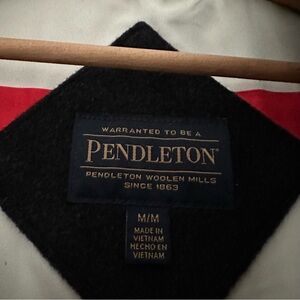 WARRANTED TO BE A
PENDLETON®
PENDLETON WOOLEN MILLS
SINCE 1863
M/M
MADE IN
VIETNAM
HECHO EN
VIETNAM